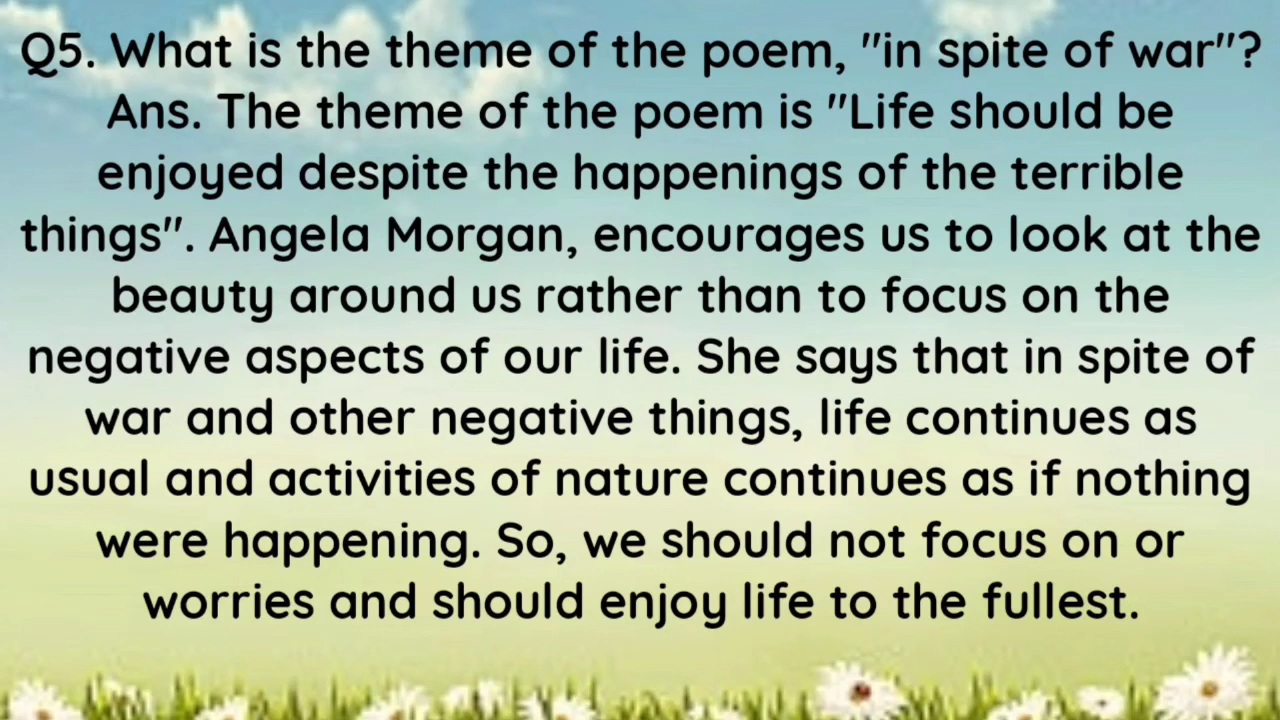 Q5. What is the theme of the poem, "in spite of war"?
Ans. The theme of the poem is "Life should be
enjoyed despite the happenings of the terrible
things". Angela Morgan, encourages us to look at the
beauty around us rather than to focus on the
negative aspects of our life. She says that in spite of
war and other negative things, life continues as
usual and activities of nature continues as if nothing
were happening. So, we should not focus on or
worries and should enjoy life to the fullest.